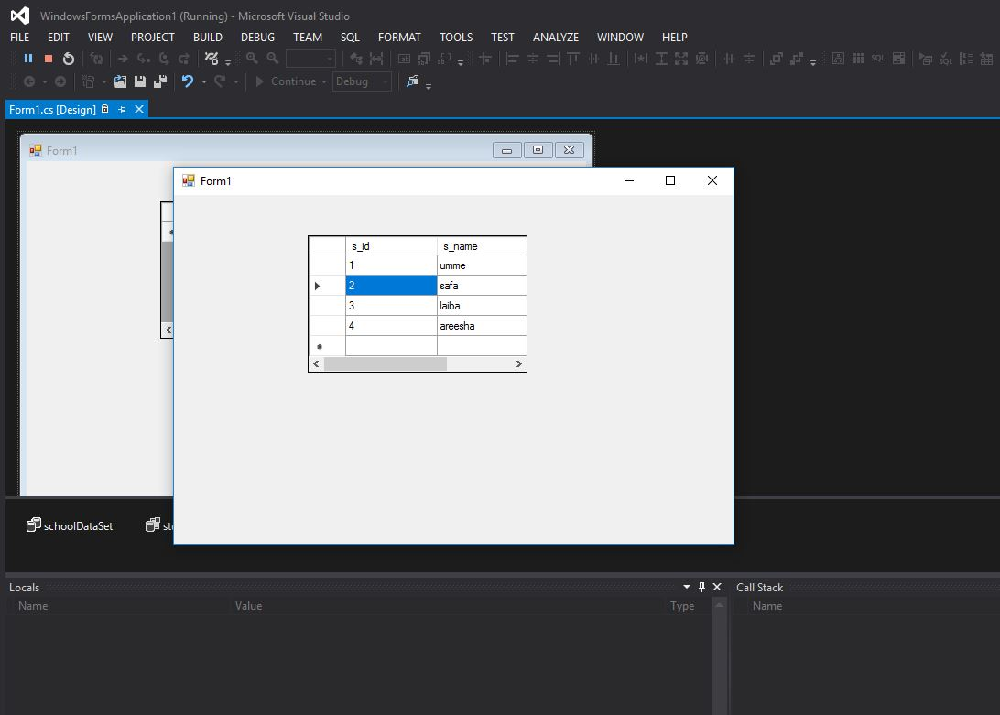 WindowsFormsApplication1 (Running) - Microsoft Visual Studio
FILE EDIT VIEW PROJECT BUILD DEBUG TEAM SQL FORMAT TOOLS TEST ANALYZE WINDOW HELP
SQL
Continue Debug
Form1.cs [Design]
Form1
Form1
s_id s_name
1 umme
2 safa
3 laiba
4 areesha
schoolDataSet
Locals
Name Value Type
Call Stack
Name